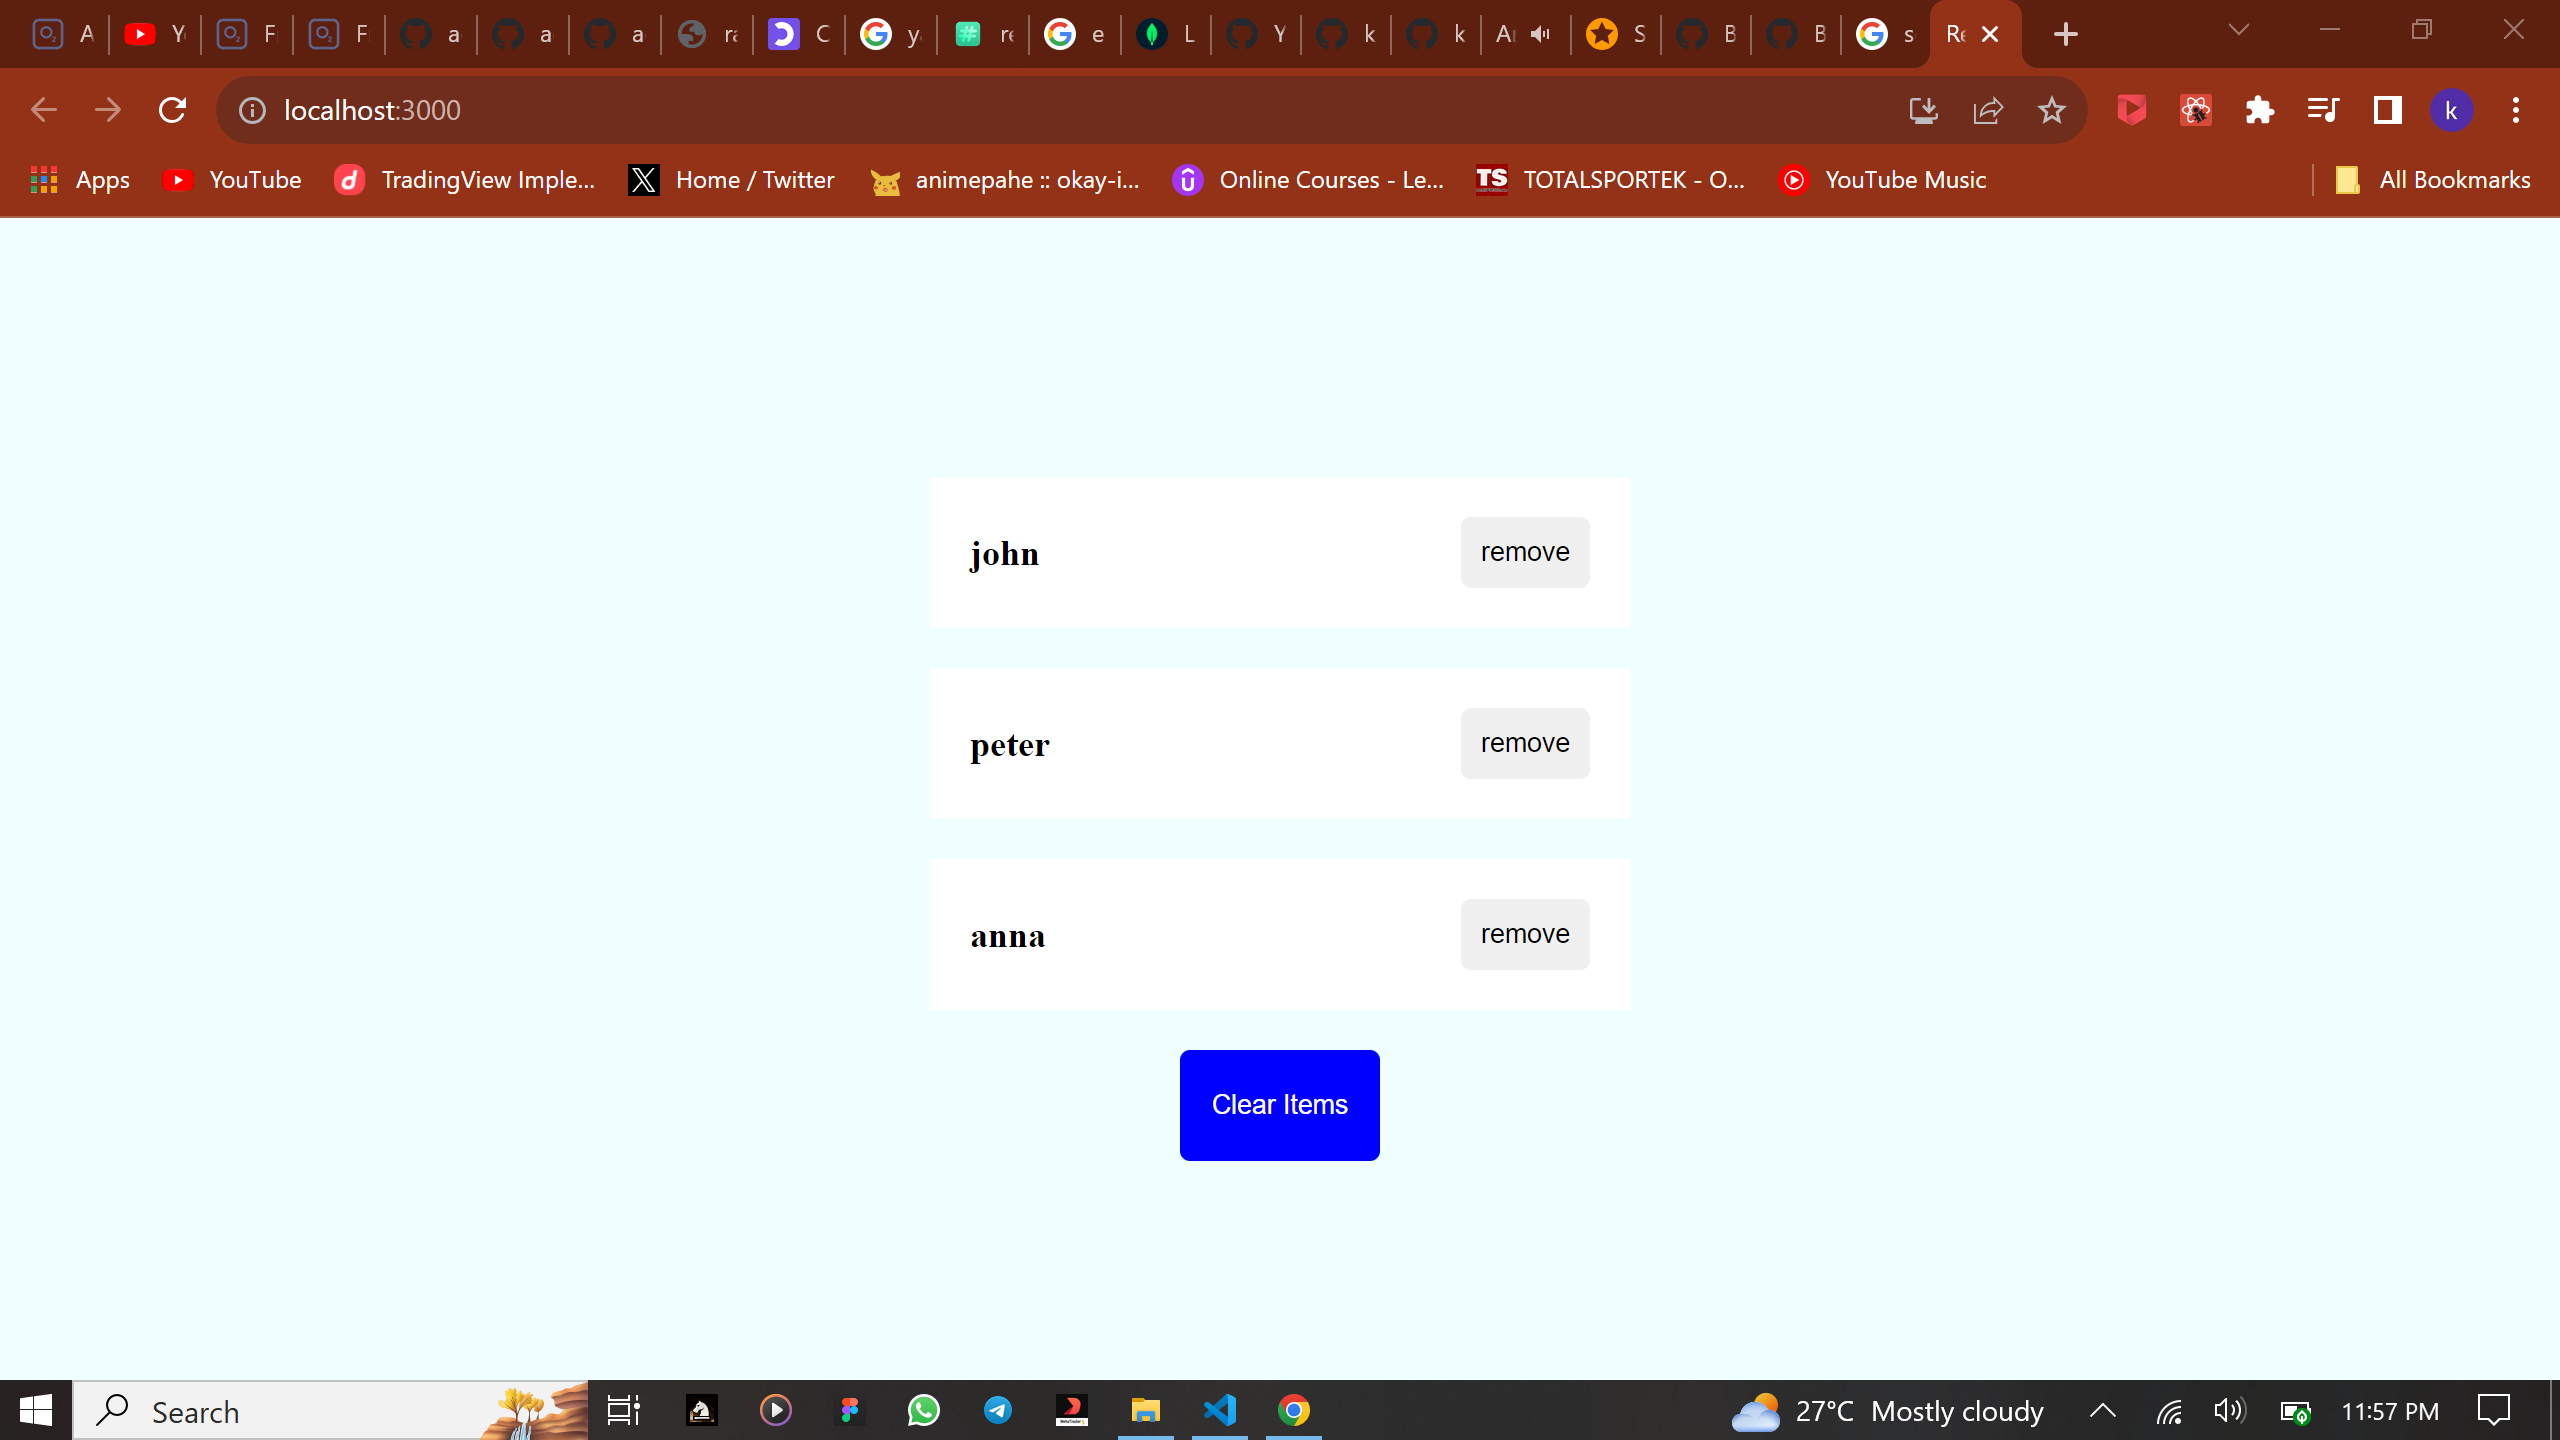 localhost:3000
Apps YouTube TradingView Imple... Home / Twitter animepahe :: okay-i... Online Courses - Le... TOTALSPORTEK - O... YouTube Music All Bookmarks
john remove
peter remove
anna remove
Clear Items
Search 27°C Mostly cloudy 11:57 PM